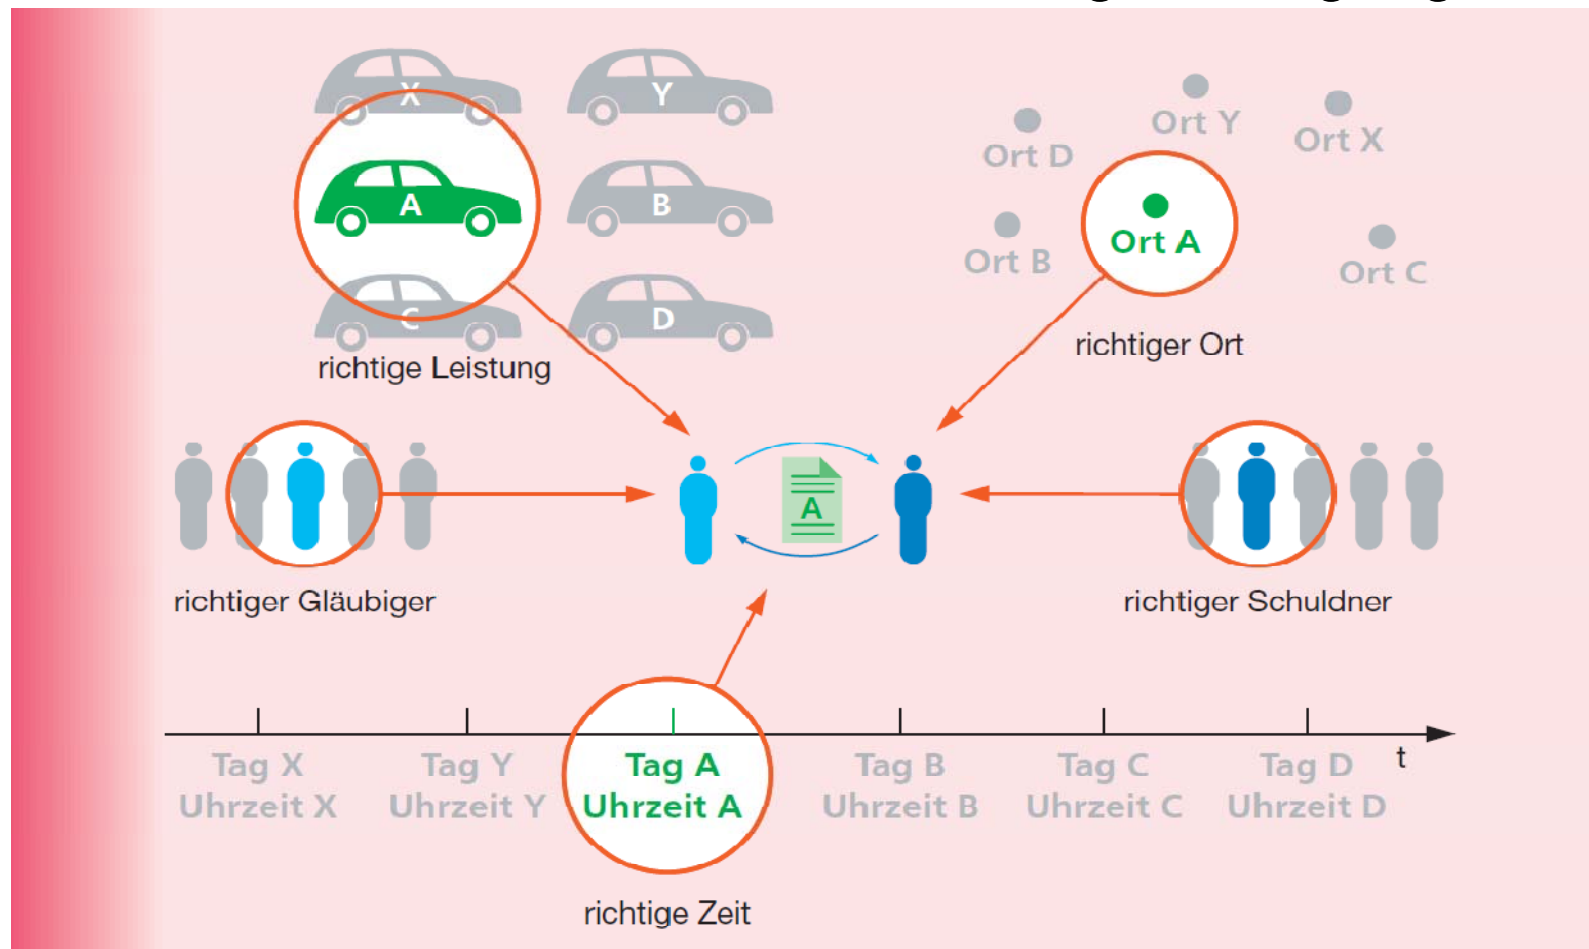 X
Y
A
B
C
D
richtige Leistung
Ort Y
Ort X
Ort D
Ort A
Ort B
Ort C
richtiger Ort
A
richtiger Gläubiger
richtiger Schuldner
Tag X
Uhrzeit X
Tag Y
Uhrzeit Y
Tag A
Uhrzeit A
Tag B
Uhrzeit B
Tag C
Uhrzeit C
Tag D
Uhrzeit D
t
richtige Zeit